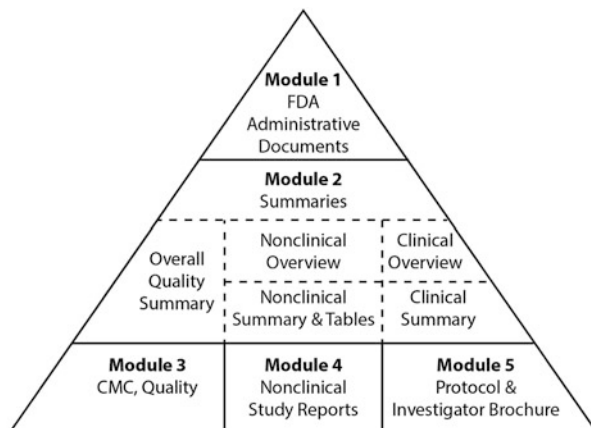 Module 1
FDA
Administrative
Documents
Module 2
Summaries
Overall
Quality
Summary
Nonclinical
Overview
Clinical
Overview
Nonclinical
Summary & Tables
Clinical
Summary
Module 3
CMC, Quality
Module 4
Nonclinical
Study Reports
Module 5
Protocol &
Investigator Brochure